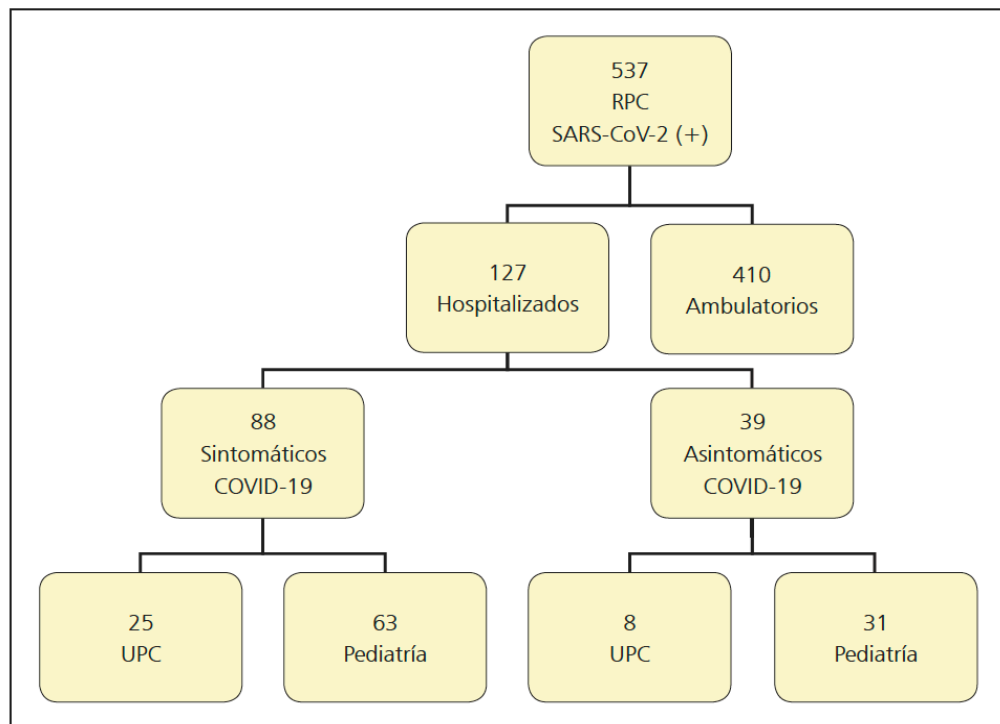 537
RPC
SARS-CoV-2 (+)
127
Hospitalizados
410
Ambulatorios
88
Sintomáticos
COVID-19
39
Asintomáticos
COVID-19
25
UPC
63
Pediatría
8
UPC
31
Pediatría